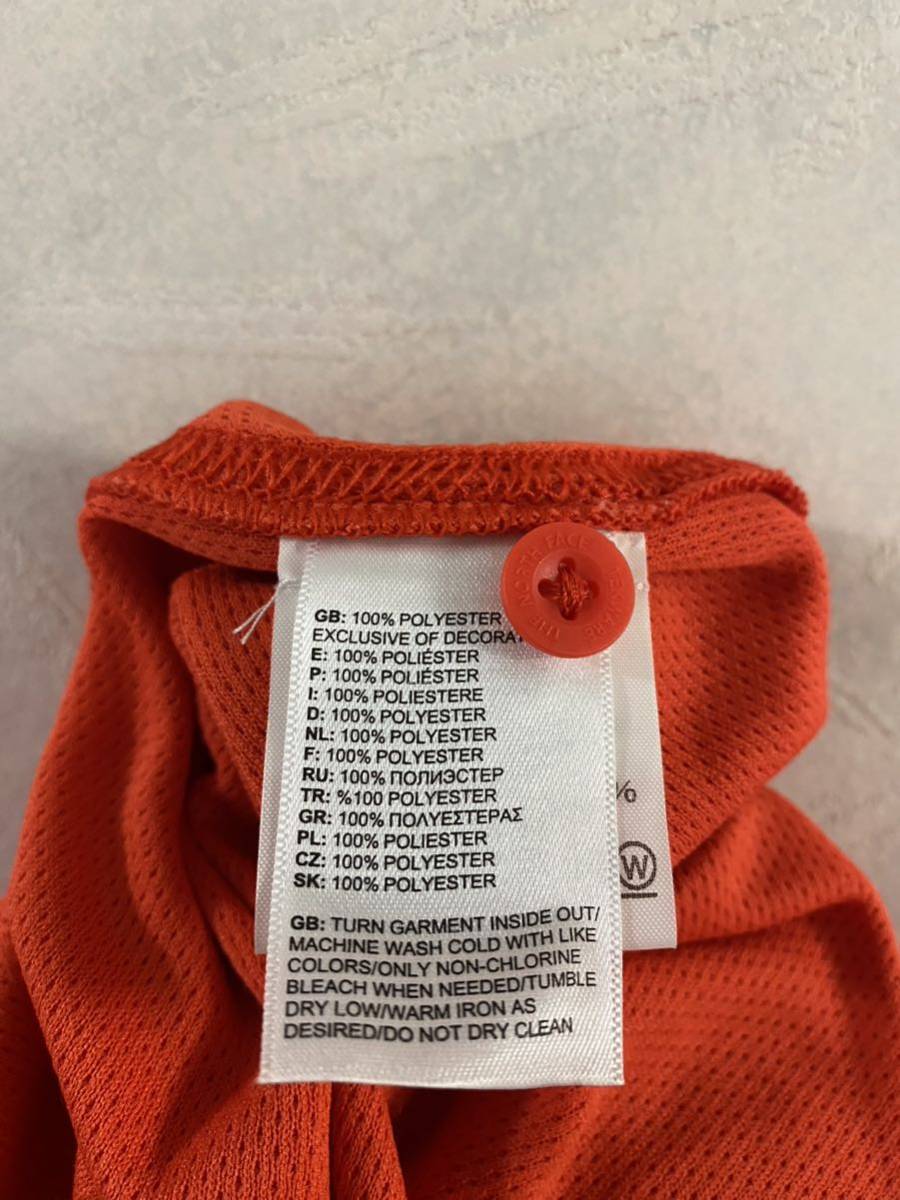 THE NORTH FACE
GB: 100% POLYESTER
EXCLUSIVE OF
E: 100% POLIÉSTER
P: 100% POLIÉSTER
I: 100% POLIESTERE
D: 100% POLYESTER
NL: 100% POLYESTER
F: 100% POLYESTER
RU: 100% ПОЛИЭСТЕР
TR: %100 POLYESTER
GR: 100% ΠΟΛΥΕΣΤΕΡΑΣ
PL: 100% POLIESTER
CZ: 100% POLYESTER
SK: 100% POLYESTER
%
W
GB: TURN GARMENT INSIDE OUT/
MACHINE WASH COLD WITH LIKE
COLORS/ONLY NON-CHLORINE
BLEACH WHEN NEEDED/TUMBLE
DRY LOW/WARM IRON AS
DESIRED/DO NOT DRY CLEAN